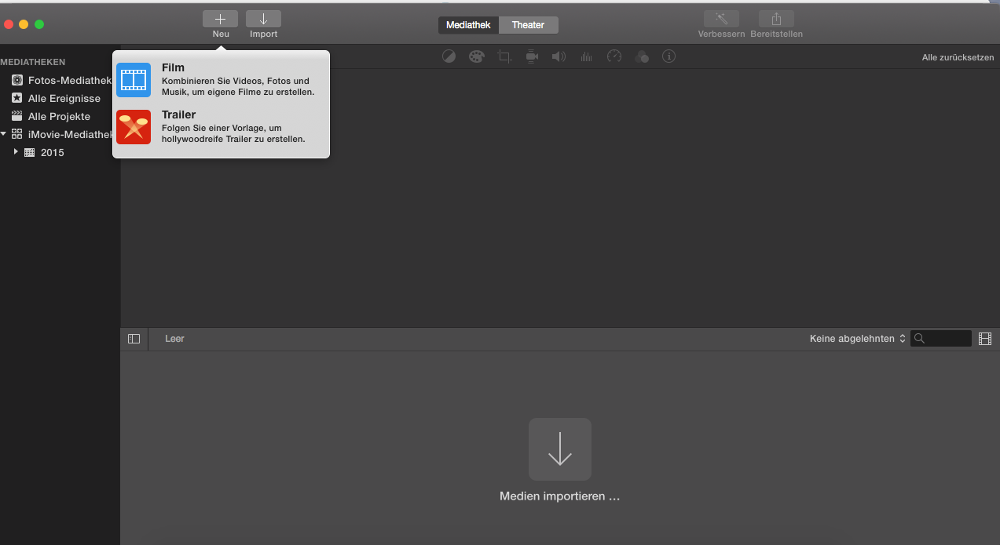 Neu
Import
Mediathek
Theater
Verbessern
Bereitstellen
MEDIATHEKEN
Fotos-Mediathek
Alle Ereignisse
Alle Projekte
iMovie-Mediathek
2015
Film
Kombinieren Sie Videos, Fotos und
Musik, um eigene Filme zu erstellen.
Trailer
Folgen Sie einer Vorlage, um
hollywoodreife Trailer zu erstellen.
Alle zurücksetzen
Leer
Keine abgelehnten
Medien importieren ...